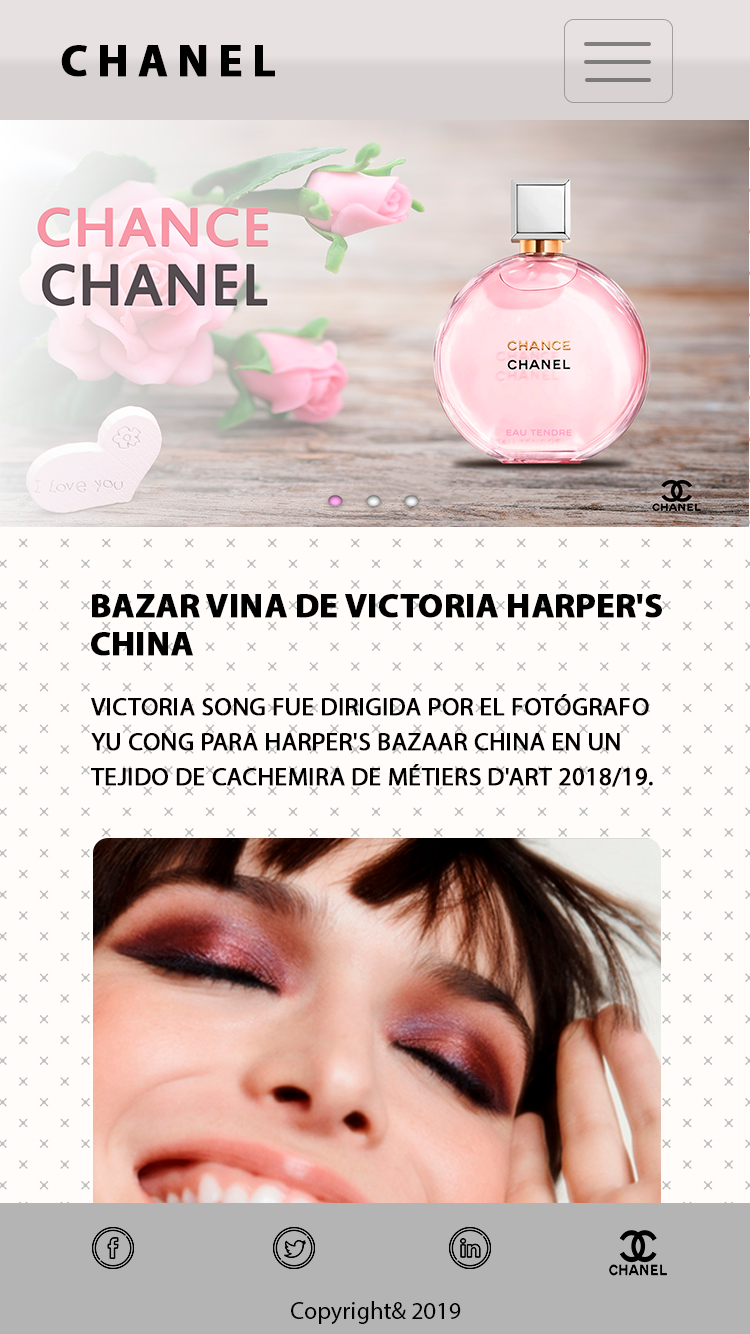 CHANEL
CHANCE
CHANEL
CHANCE
CHANEL
EAU TENDRE
I love you
CHANEL
BAZAR VINA DE VICTORIA HARPER'S
CHINA
VICTORIA SONG FUE DIRIGIDA POR EL FOTÓGRAFO
YU CONG PARA HARPER'S BAZAAR CHINA EN UN
TEJIDO DE CACHEMIRA DE MÉTIERS D'ART 2018/19.
f
in
CHANEL
Copyright& 2019